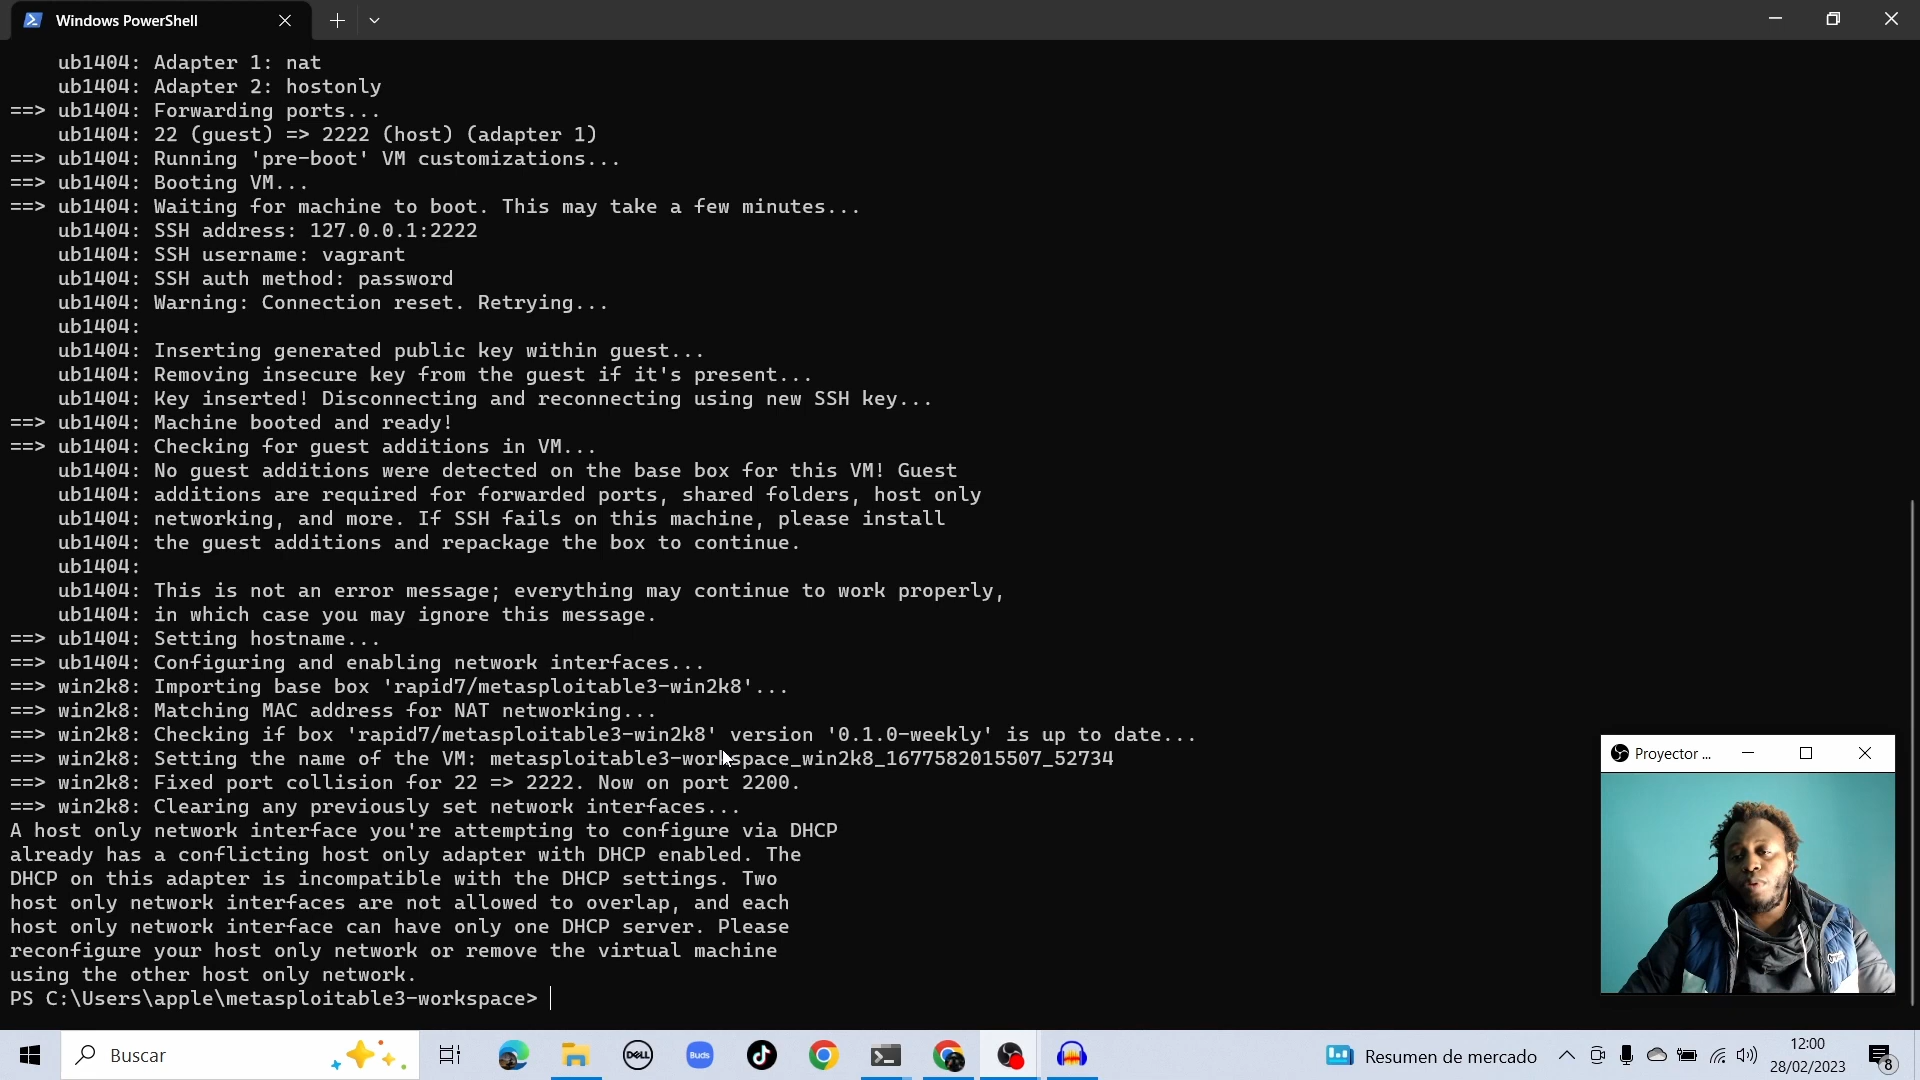 Windows PowerShell
ub1404: Adapter 1: nat
ub1404: Adapter 2: hostonly
==> ub1404: Forwarding ports...
ub1404: 22 (guest) => 2222 (host) (adapter 1)
==> ub1404: Running 'pre-boot' VM customizations...
==> ub1404: Booting VM...
==> ub1404: Waiting for machine to boot. This may take a few minutes...
ub1404: SSH address: 127.0.0.1:2222
ub1404: SSH username: vagrant
ub1404: SSH auth method: password
ub1404: Warning: Connection reset. Retrying...
ub1404:
ub1404: Inserting generated public key within guest...
ub1404: Removing insecure key from the guest if it's present...
ub1404: Key inserted! Disconnecting and reconnecting using new SSH key...
==> ub1404: Machine booted and ready!
==> ub1404: Checking for guest additions in VM...
ub1404: No guest additions were detected on the base box for this VM! Guest
ub1404: additions are required for forwarded ports, shared folders, host only
ub1404: networking, and more. If SSH fails on this machine, please install
ub1404: the guest additions and repackage the box to continue.
ub1404:
ub1404: This is not an error message; everything may continue to work properly,
ub1404: in which case you may ignore this message.
==> ub1404: Setting hostname...
==> ub1404: Configuring and enabling network interfaces...
==> win2k8: Importing base box 'rapid7/metasploitable3-win2k8'...
==> win2k8: Matching MAC address for NAT networking...
==> win2k8: Checking if box 'rapid7/metasploitable3-win2k8' version '0.1.0-weekly' is up to date...
==> win2k8: Setting the name of the VM: metasploitable3-workspace_win2k8_1677582015507_52734
==> win2k8: Fixed port collision for 22 => 2222. Now on port 2200.
==> win2k8: Clearing any previously set network interfaces...
A host only network interface you're attempting to configure via DHCP
already has a conflicting host only adapter with DHCP enabled. The
DHCP on this adapter is incompatible with the DHCP settings. Two
host only network interfaces are not allowed to overlap, and each
host only network interface can have only one DHCP server. Please
reconfigure your host only network or remove the virtual machine
using the other host only network.
PS C:\Users\apple\metasploitable3-workspace>
Proyector ...
Buscar
DELL
Buds
Resumen de mercado
12:00
28/02/2023
8